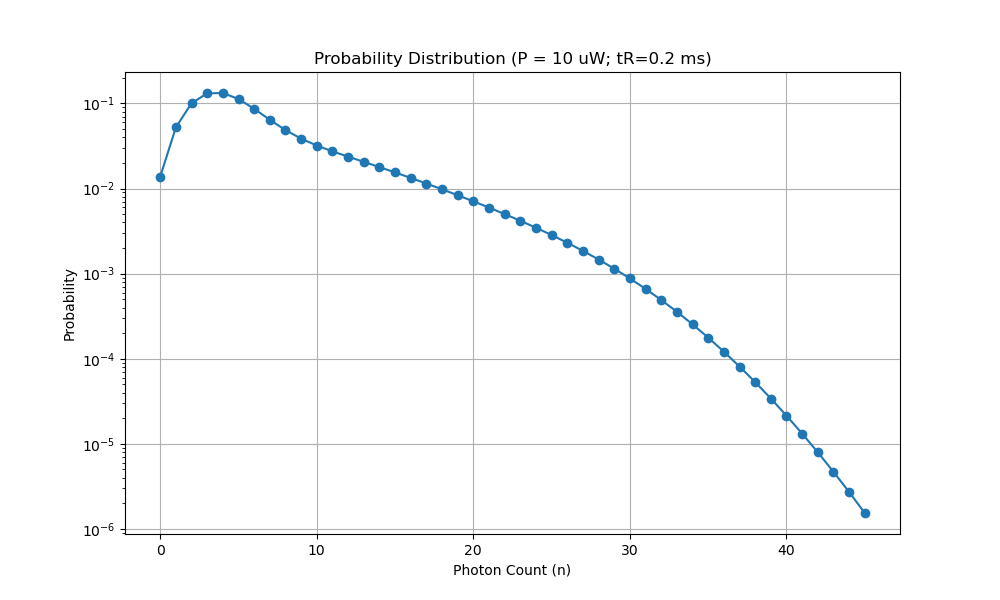 Probability Distribution (P = 10 uW; tR=0.2 ms)
Probability
10⁻¹
10⁻²
10⁻³
10⁻⁴
10⁻⁵
10⁻⁶
0 10 20 30 40
Photon Count (n)